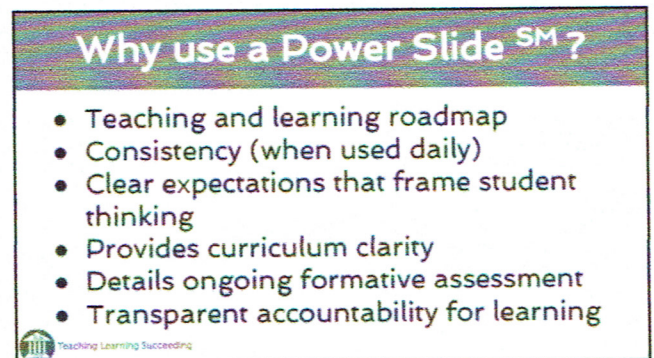 Why use a Power Slide SM ?
● Teaching and learning roadmap
● Consistency (when used daily)
● Clear expectations that frame student
thinking
● Provides curriculum clarity
● Details ongoing formative assessment
● Transparent accountability for learning
Teaching Learning Succeeding